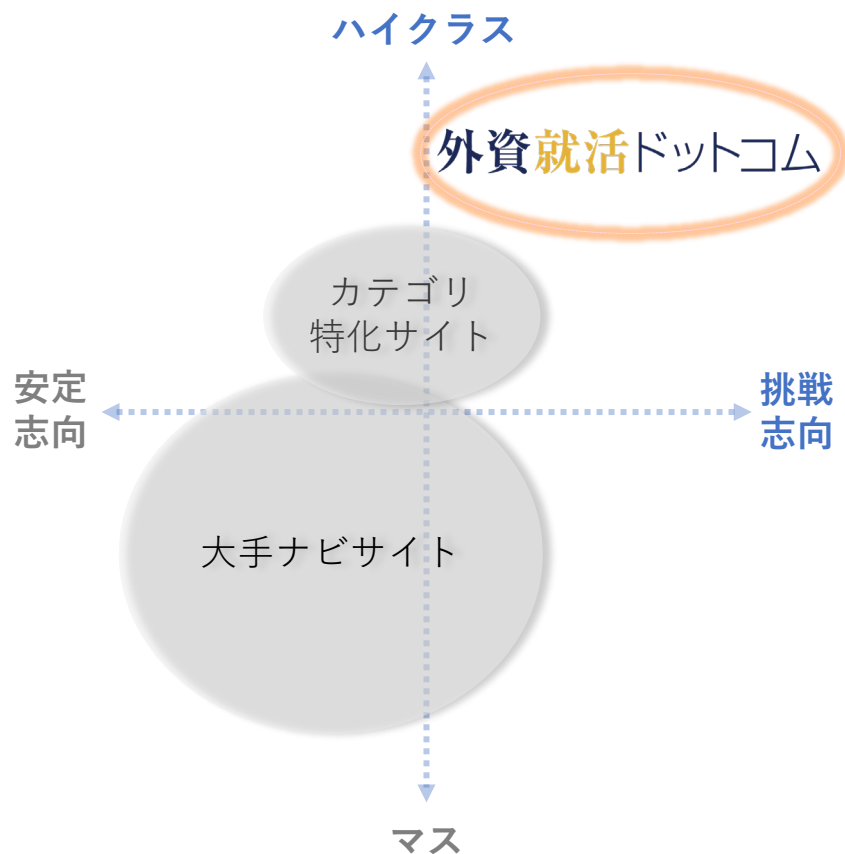 ハイクラス
外資就活ドットコム
カテゴリ
特化サイト
安定
志向
挑戦
志向
大手ナビサイト
マス